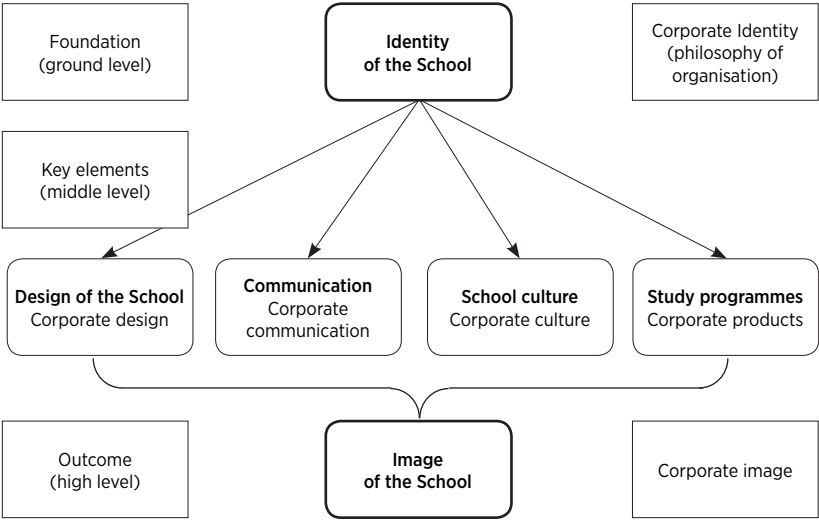 Foundation
(ground level)
Identity
of the School
Corporate Identity
(philosophy of
organisation)
Key elements
(middle level)
Design of the School
Corporate design
Communication
Corporate
communication
School culture
Corporate culture
Study programmes
Corporate products
Outcome
(high level)
Image
of the School
Corporate image